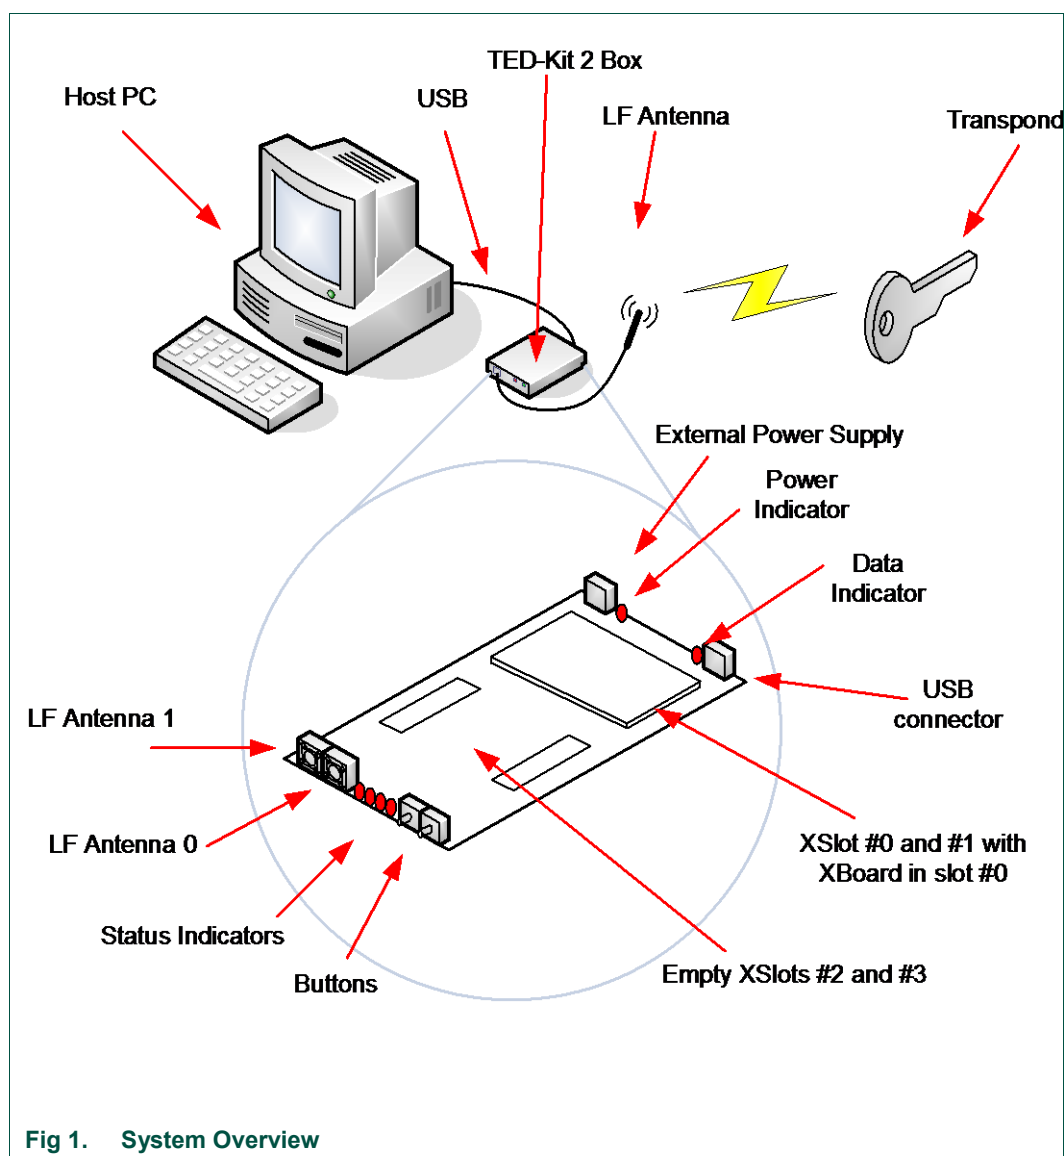 TED-Kit 2 Box
Host PC
USB
LF Antenna
Transpond
External Power Supply
Power
Indicator
Data
Indicator
USB
connector
LF Antenna 1
LF Antenna 0
XSlot #0 and #1 with
XBoard in slot #0
Status Indicators
Buttons
Empty XSlots #2 and #3
Fig 1. System Overview